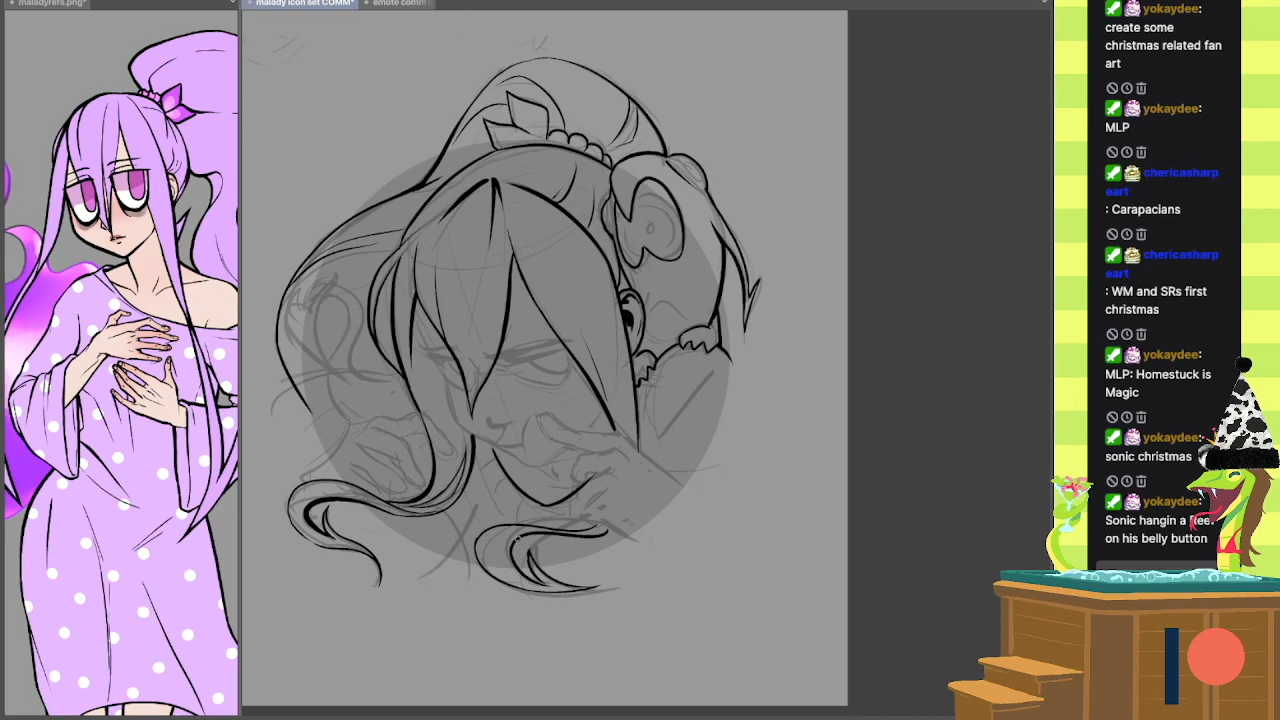 maladyrefs.png*
malady icon set COMM*
emote comm
yokaydee:
create some
christmas related fan
art
yokaydee:
MLP
chericasharp
eart
: Carapacians
chericasharp
eart
: WM and SRs first
christmas
yokaydee:
MLP: Homestuck is
Magic
yokaydee:
sonic christmas
yokaydee:
Sonic hangin a
on his belly button